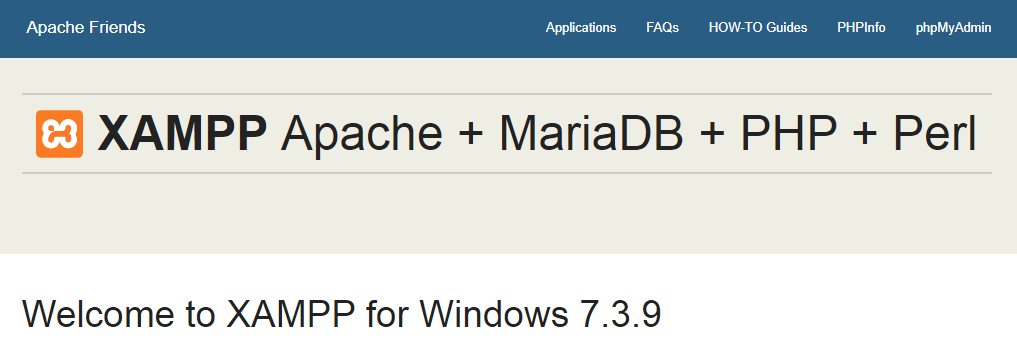 Apache Friends Applications FAQs HOW-TO Guides PHPInfo phpMyAdmin
XAMPP Apache + MariaDB + PHP + Perl
Welcome to XAMPP for Windows 7.3.9